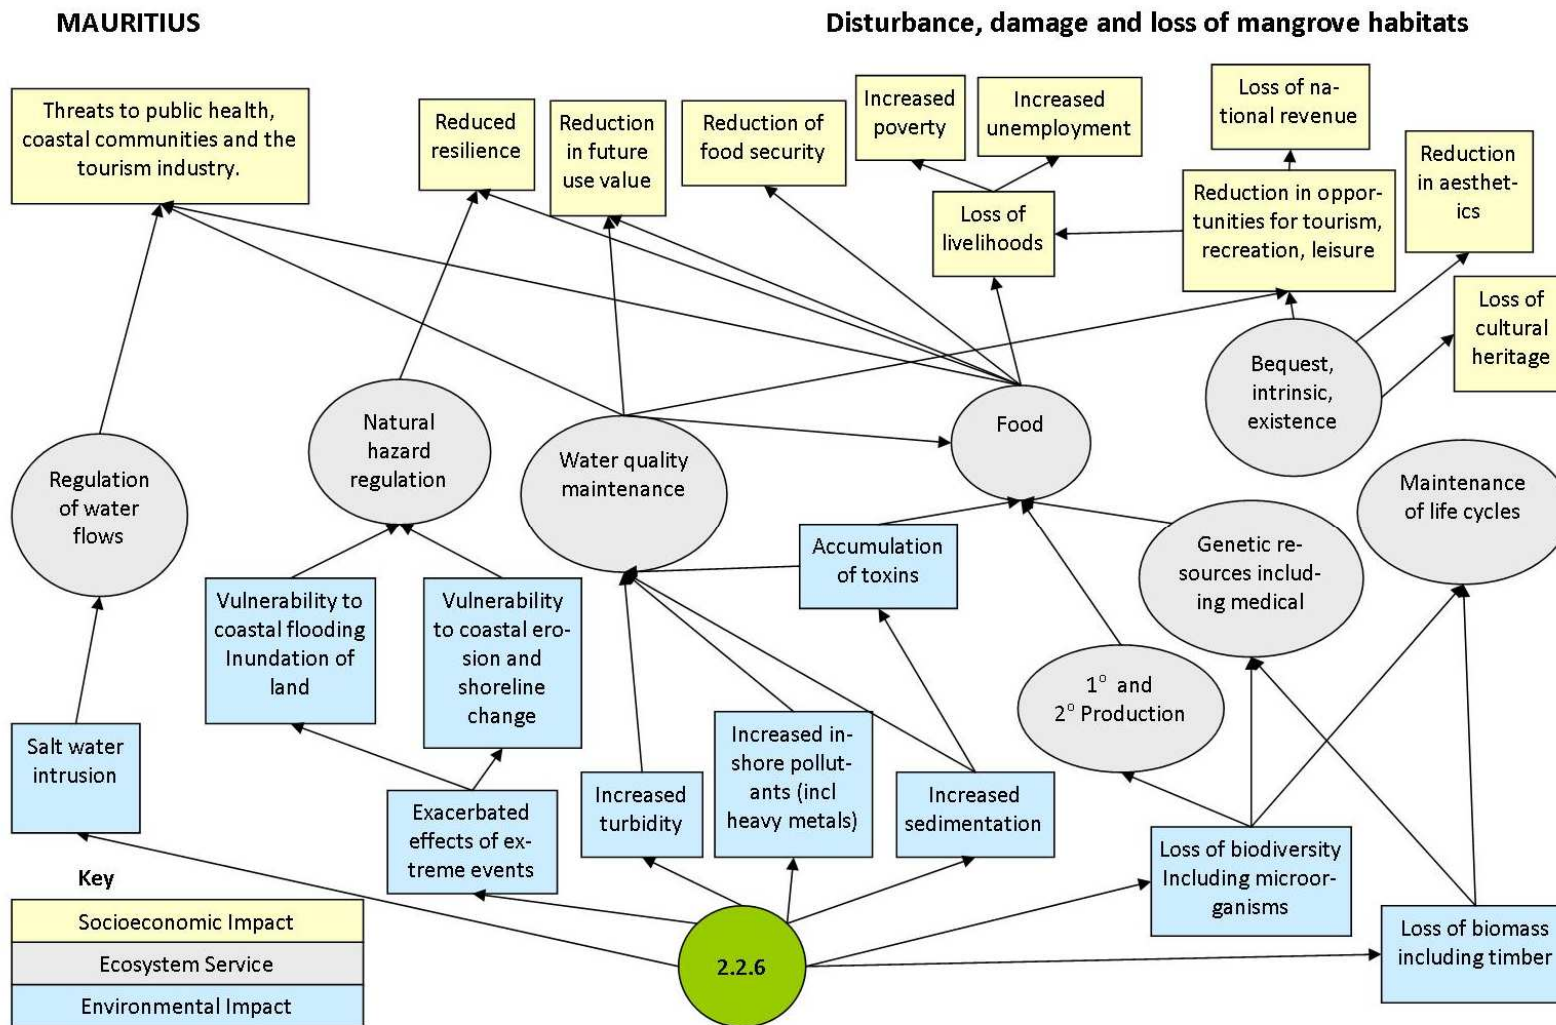 MAURITIUS
Disturbance, damage and loss of mangrove habitats
Threats to public health,
coastal communities and the
tourism industry.
Reduced
resilience
Reduction
in future
use value
Reduction of
food security
Increased
poverty
Increased
unemployment
Loss of na-
tional revenue
Reduction
in aesthet-
ics
Loss of
livelihoods
Reduction in oppor-
tunities for tourism,
recreation, leisure
Loss of
cultural
heritage
Regulation
of water
flows
Natural
hazard
regulation
Water quality
maintenance
Food
Bequest,
intrinsic,
existence
Maintenance
of life cycles
Genetic re-
sources includ-
ing medical
1° and
2° Production
Accumulation
of toxins
Vulnerability to
coastal flooding
Inundation of
land
Vulnerability
to coastal ero-
sion and
shoreline
change
Salt water
intrusion
Exacerbated
effects of ex-
treme events
Increased
turbidity
Increased in-
shore pollut-
ants (incl
heavy metals)
Increased
sedimentation
Loss of biodiversity
Including microor-
ganisms
Loss of biomass
including timber
2.2.6
Key
Socioeconomic Impact
Ecosystem Service
Environmental Impact